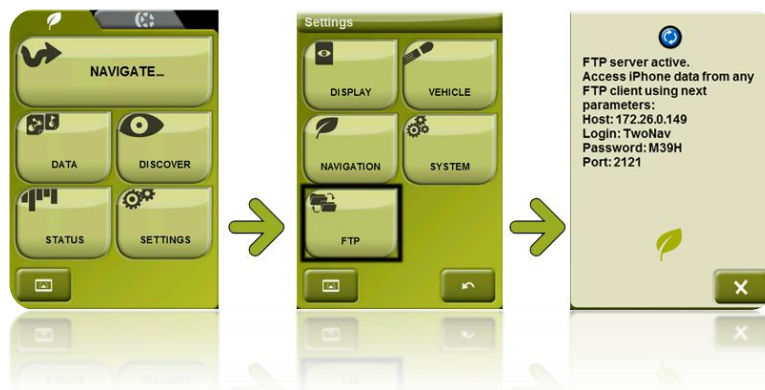 NAVIGATE...
DATA
DISCOVER
STATUS
SETTINGS
Settings
DISPLAY
VEHICLE
NAVIGATION
SYSTEM
FTP
FTP server active.
Access iPhone data from any
FTP client using next
parameters:
Host: 172.26.0.149
Login: TwoNav
Password: M39H
Port: 2121